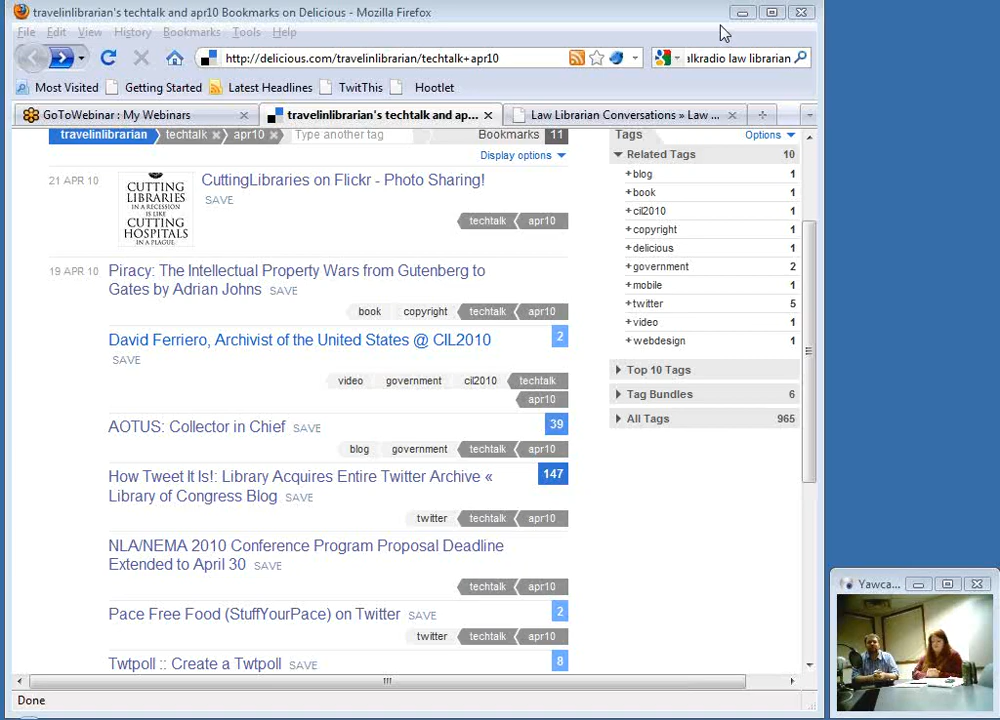 travelinlibrarian's techtalk and apr10 Bookmarks on Delicious - Mozilla Firefox
File Edit View History Bookmarks Tools Help
http://delicious.com/travelinlibrarian/techtalk+apr10
lkradio law librarian
Most Visited Getting Started Latest Headlines TwitThis Hootlet
GoToWebinar : My Webinars
travelinlibrarian's techtalk and ap...
Law Librarian Conversations » Law ...
travelinlibrarian techtalk apr10 Type another tag
Bookmarks 11
Display options
21 APR 10
CUTTING
LIBRARIES
IN A RECESSION
IS LIKE
CUTTING
HOSPITALS
IN A PLAGUE
CuttingLibraries on Flickr - Photo Sharing!
SAVE
techtalk apr10
19 APR 10
Piracy: The Intellectual Property Wars from Gutenberg to
Gates by Adrian Johns SAVE
book copyright techtalk apr10
David Ferriero, Archivist of the United States @ CIL2010
2
SAVE
video government cil2010 techtalk
apr10
AOTUS: Collector in Chief SAVE
39
blog government techtalk apr10
How Tweet It Is!: Library Acquires Entire Twitter Archive «
147
Library of Congress Blog SAVE
twitter techtalk apr10
NLA/NEMA 2010 Conference Program Proposal Deadline
Extended to April 30 SAVE
techtalk apr10
Pace Free Food (StuffYourPace) on Twitter SAVE
2
twitter techtalk apr10
Twtpoll :: Create a Twtpoll SAVE
8
Tags
Options
Related Tags 10
+blog 1
+book 1
+cil2010 1
+copyright 1
+delicious 1
+government 2
+mobile 1
+twitter 5
+video 1
+webdesign 1
Top 10 Tags
Tag Bundles 6
All Tags 965
Done
Yawca...